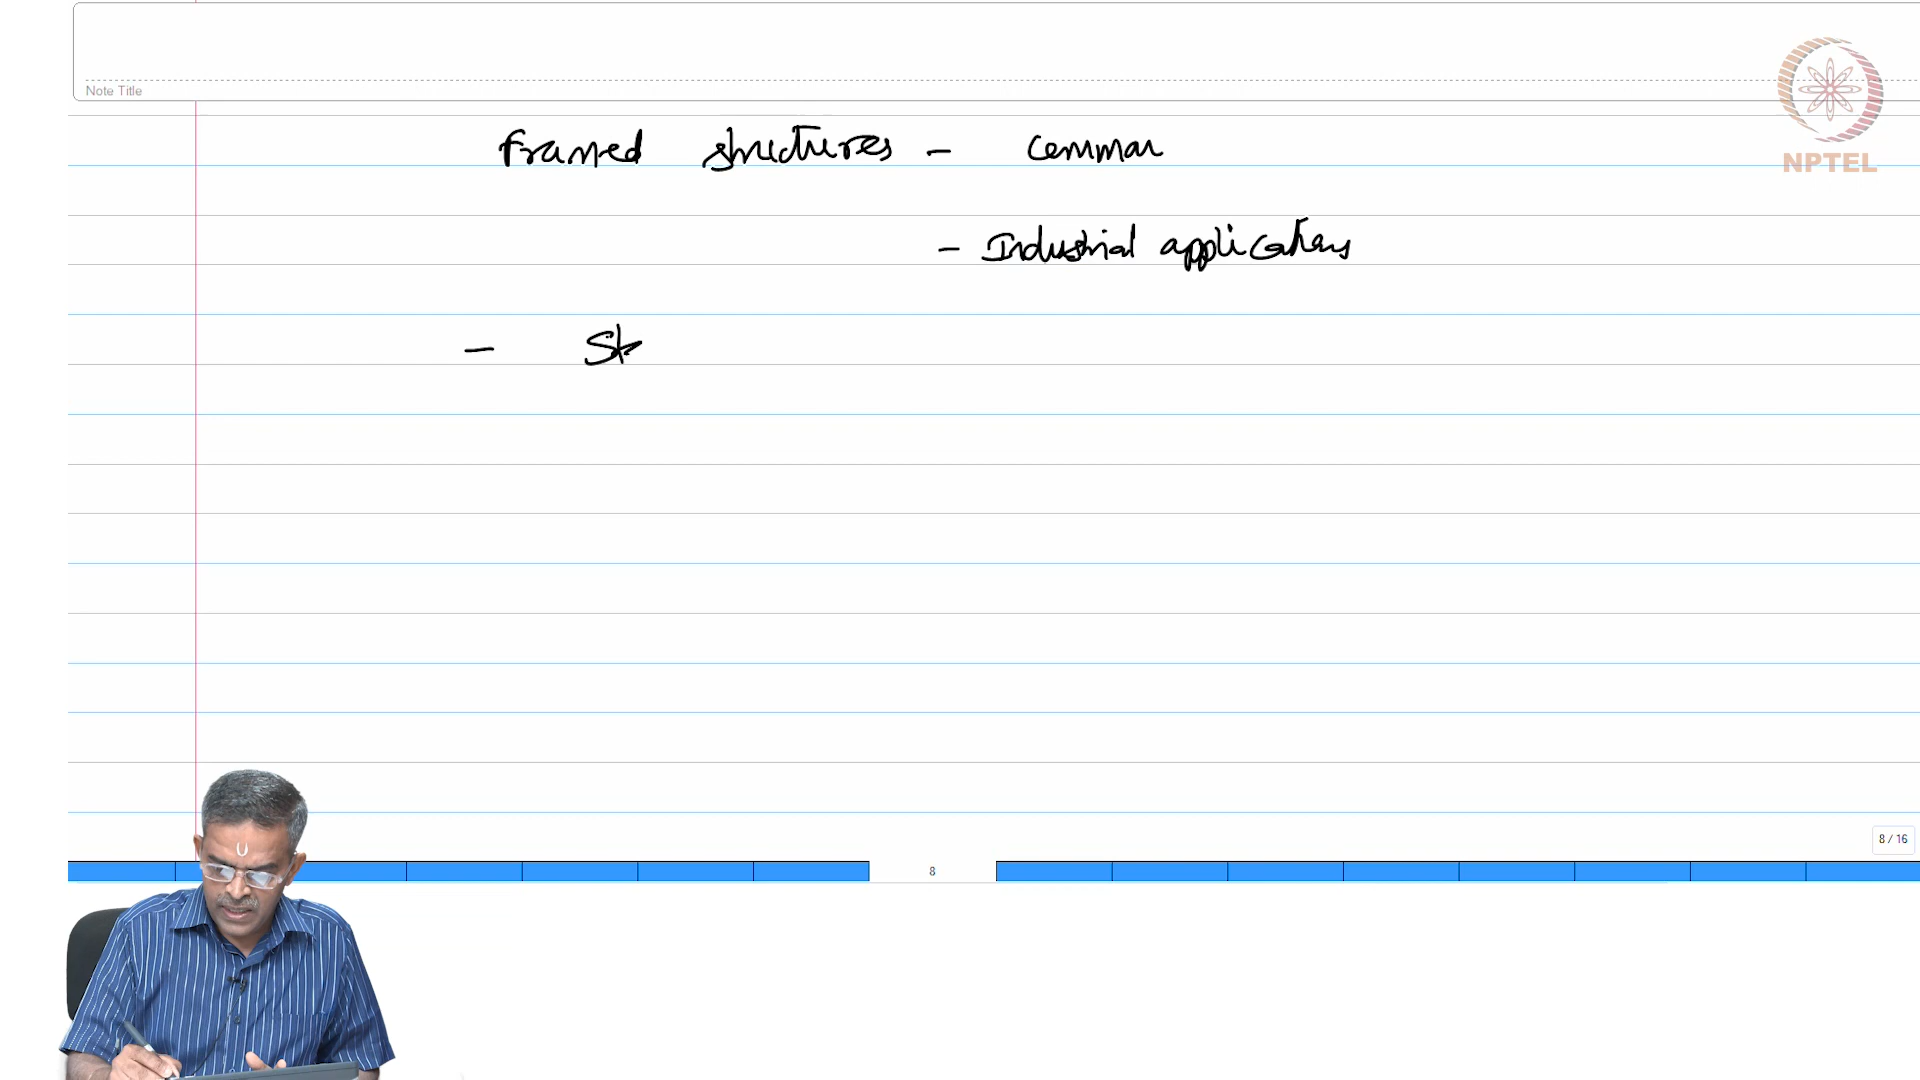 Note Title
NPTEL
Framed structures - common
- Industrial applications
- St
8 / 16
8